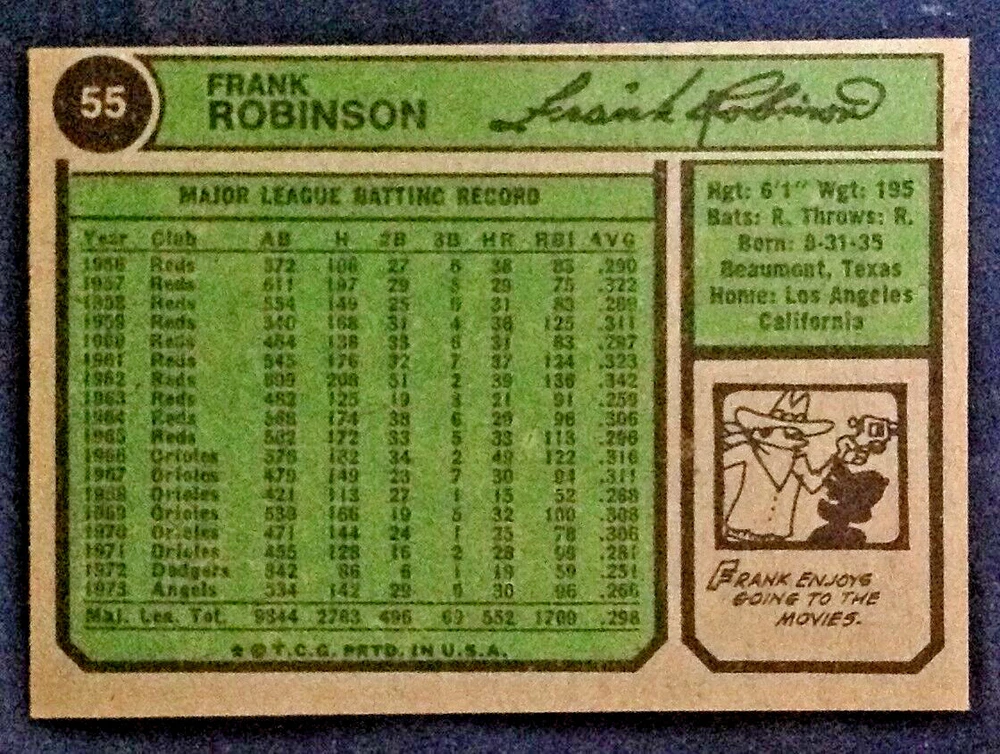 55
FRANK
ROBINSON
Frank Robinson
MAJOR LEAGUE BATTING RECORD
Year Club AB H 2B 3B HR RBI AVG
1956 Reds 572 166 27 6 38 83 .290
1957 Reds 611 197 29 5 29 75 .322
1958 Reds 554 149 25 6 31 83 .269
1959 Reds 540 168 31 4 36 125 .311
1960 Reds 464 138 33 6 31 83 .297
1961 Reds 545 176 32 7 37 124 .323
1962 Reds 609 208 51 2 39 136 .342
1963 Reds 482 125 19 3 21 91 .259
1964 Reds 568 174 38 6 29 96 .306
1965 Reds 582 172 33 5 33 113 .296
1966 Orioles 576 182 34 2 49 122 .316
1967 Orioles 479 149 23 7 30 94 .311
1968 Orioles 421 113 27 1 15 52 .268
1969 Orioles 539 166 19 5 32 100 .308
1970 Orioles 471 144 24 1 25 78 .306
1971 Orioles 455 128 16 2 28 99 .281
1972 Dodgers 342 86 6 1 19 59 .251
1973 Angels 534 142 29 30 .266
Maj. Lea. Tot. 9344 2763 496 69 552 1700 .298
* © T.C.G. PRTD. IN U.S.A.
Hgt: 6'1" Wgt: 195
Bats: R. Throws: R.
Born: 8-31-35
Beaumont, Texas
Home: Los Angeles
California
FRANK ENJOYS
GOING TO THE
MOVIES.